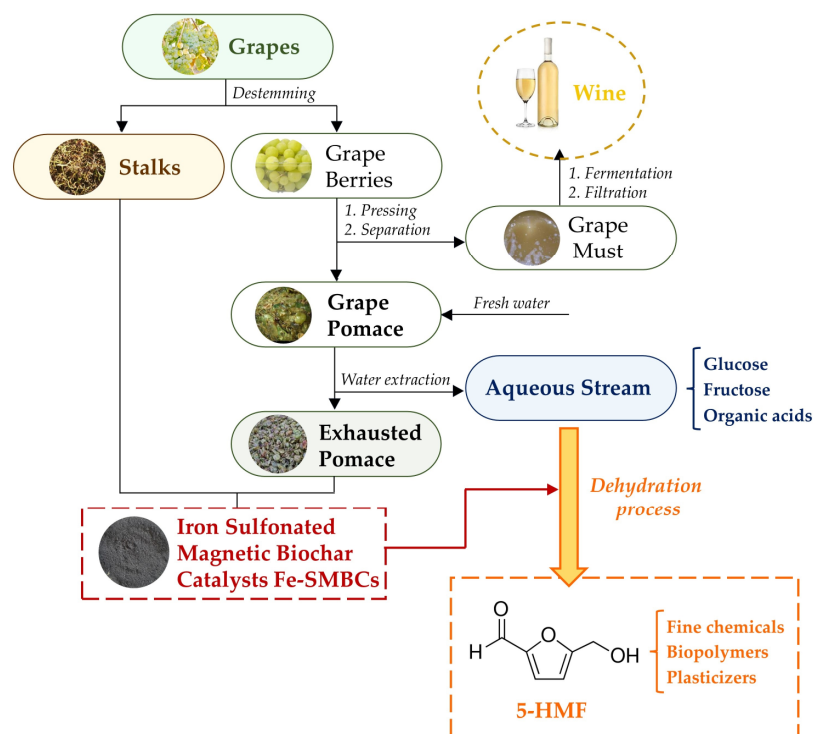 Grapes
Destemming
Wine
Stalks
Grape
Berries
1. Fermentation
2. Filtration
1. Pressing
2. Separation
Grape
Must
Grape
Pomace
Fresh water
Water extraction
Aqueous Stream
Glucose
Fructose
Organic acids
Exhausted
Pomace
Dehydration
process
Iron Sulfonated
Magnetic Biochar
Catalysts Fe-SMBCs
O
H
O
OH
Fine chemicals
Biopolymers
Plasticizers
5-HMF